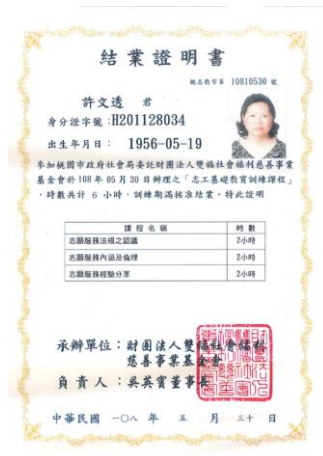 結業證明書
桃志教字第 10810530 號
許文透 君
身分證字號:H201128034
出生年月日: 1956-05-19
參加桃園市政府社會局委託財團法人雙福社會福利慈善事業
基金會於108年05月30日辦理之「志工基礎教育訓練課程」
,時數共計 6 小時,訓練期滿核准結業,特此證明
課程名稱 時數
志願服務法規之認識 2小時
志願服務內涵及倫理 2小時
志願服務經驗分享 2小時
承辦單位:財團法人雙福社會福利
慈善事業基金會
負責人:吳英賓董事長
中華民國 一〇八 年 五 月 三十 日